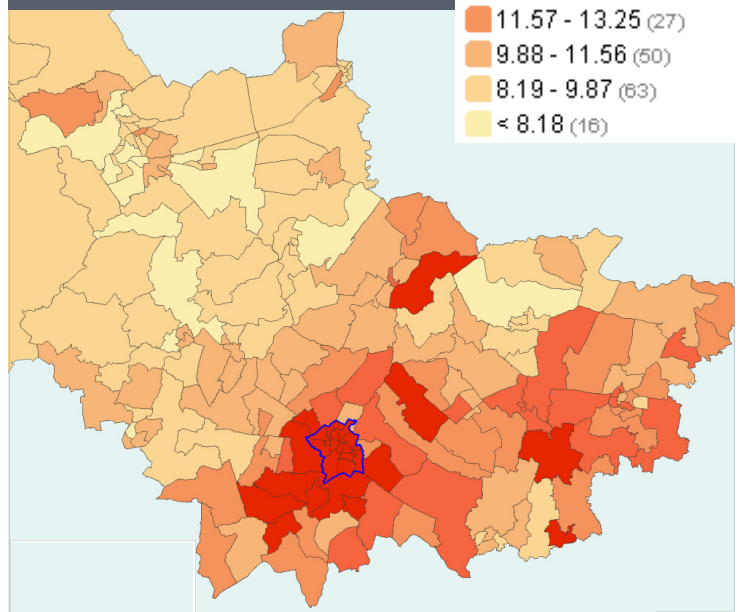 11.57 - 13.25 (27)
9.88 - 11.56 (50)
8.19 - 9.87 (63)
< 8.18 (16)